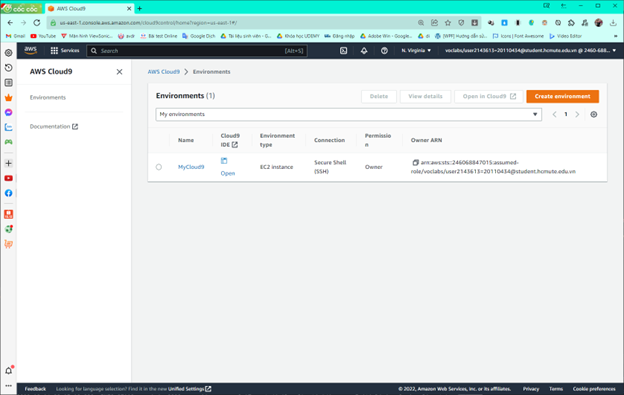 CỐC CỐC
AWS Cloud9
us-east-1.console.aws.amazon.com/cloud9control/home?region=us-east-1#/
Gmail YouTube Màn hình ViewSonic... Bài test Online Google Dịch Tài liệu sinh viên - G... Khóa học UDEMY Đăng nhập Adobe Win - Google... [WPF] Hướng dẫn sử... Icons | Font Awesome Video Editor
aws Services Search [Alt+S] N. Virginia voclabs/user2143613=20110434@student.hcmute.edu.vn @ 2460-688...
AWS Cloud9
Environments
Documentation
AWS Cloud9 > Environments
Environments (1)
Delete View details Open in Cloud9 Create environment
My environments
1
Name Cloud9 IDE Environment type Connection Permission Owner ARN
MyCloud9 Open EC2 instance Secure Shell (SSH) Owner arn:aws:sts::246068847015:assumed-
role/voclabs/user2143613=20110434@student.hcmute.edu.vn
Feedback Looking for language selection? Find it in the new Unified Settings © 2022, Amazon Web Services, Inc. or its affiliates. Privacy Terms Cookie preferences